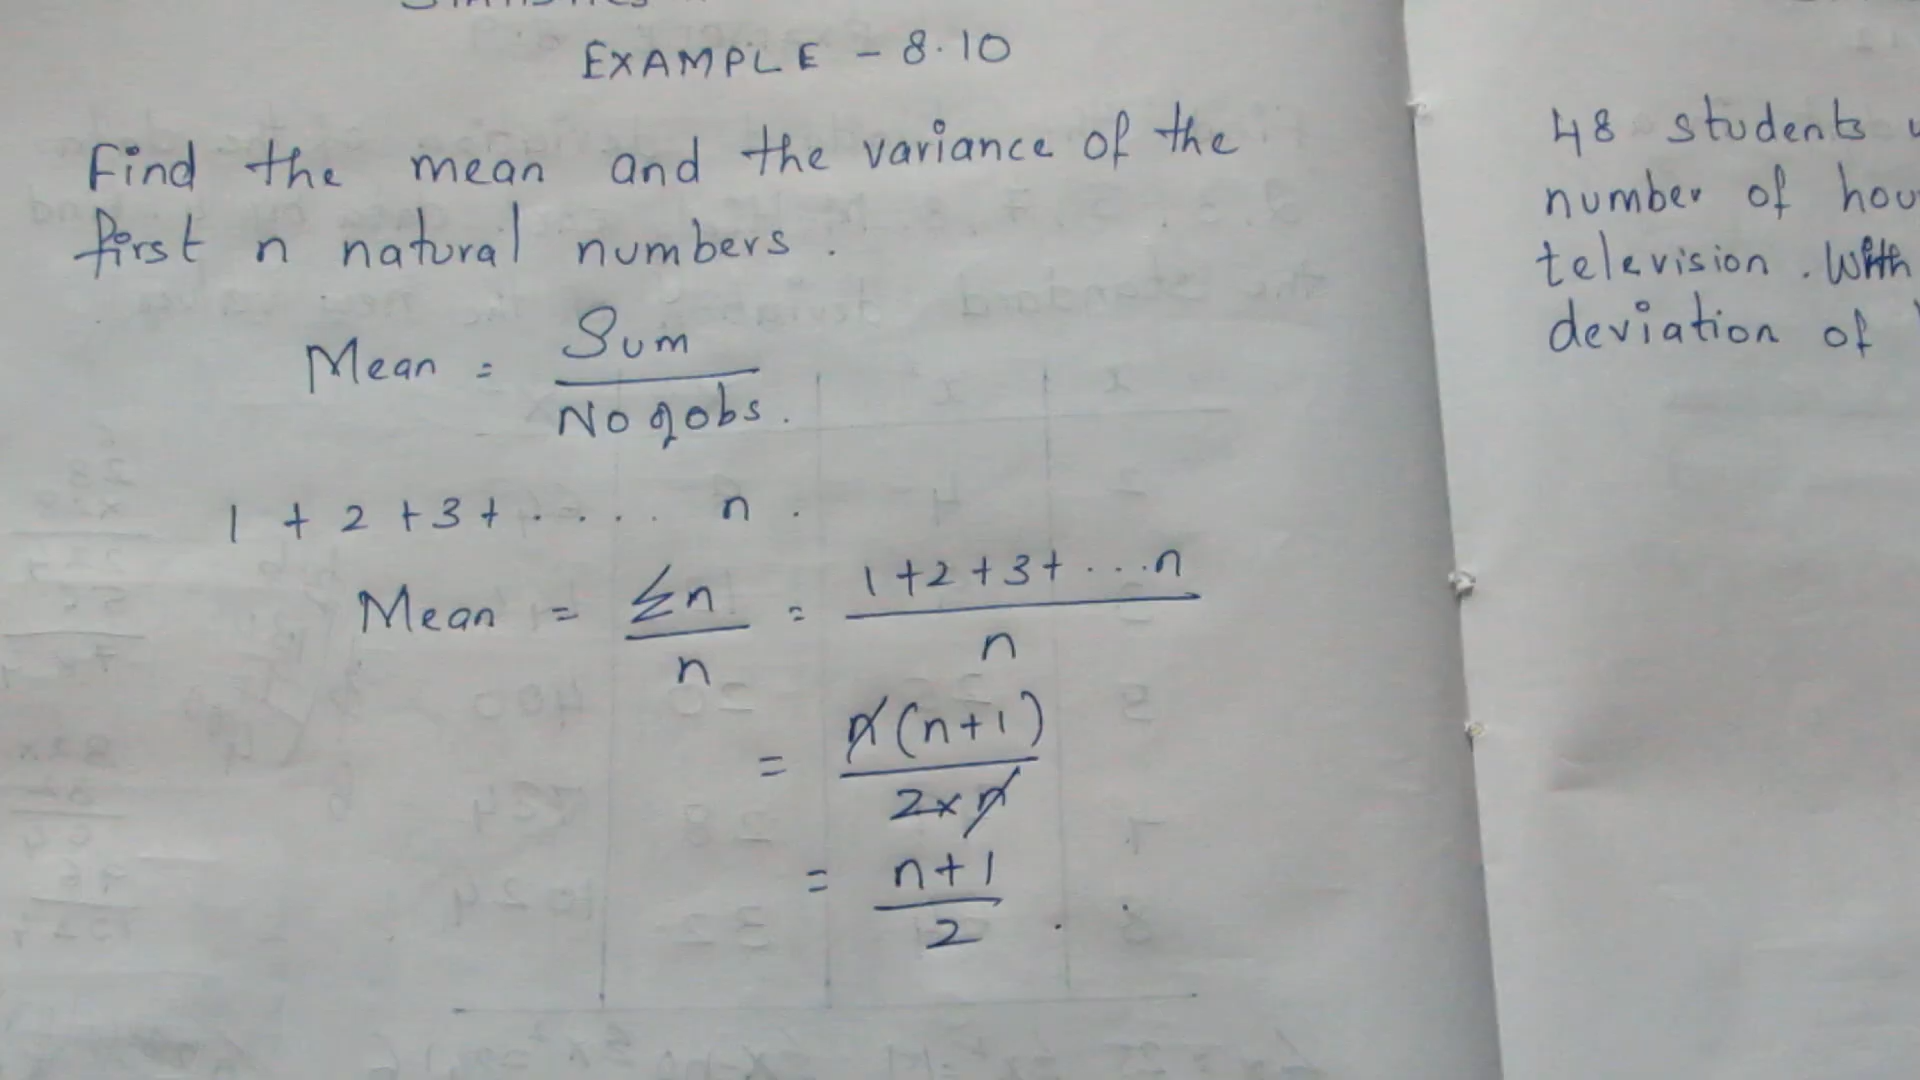 EXAMPLE - 8.10
Find the mean and the variance of the
first n natural numbers.
Mean = Sum / No of obs.
1 + 2 + 3 + ..... n.
Mean = Σn / n = 1+2+3+...n / n
= n(n+1) / 2×n
= n+1 / 2 .
48 students
number of
television. With
deviation of